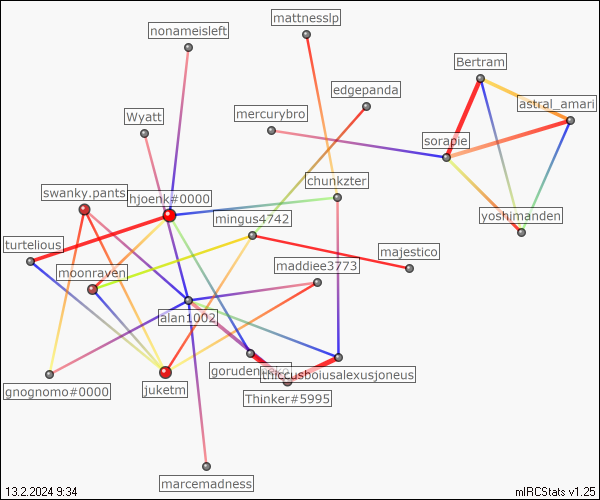 mattnesslp
nonameisleft
Bertram
edgepanda
astral_amari
mercurybro
Wyatt
sorapie
chunkzter
swanky.pants
hjoenk#0000
mingus4742
yoshimanden
turtelious
majestico
moonraven
maddiee3773
alan1002
thiccusboiusalexusjoneus
gnognomo#0000
juketm
Thinker#5995
marcemadness
13.2.2024 9:34
mIRCStats v1.25